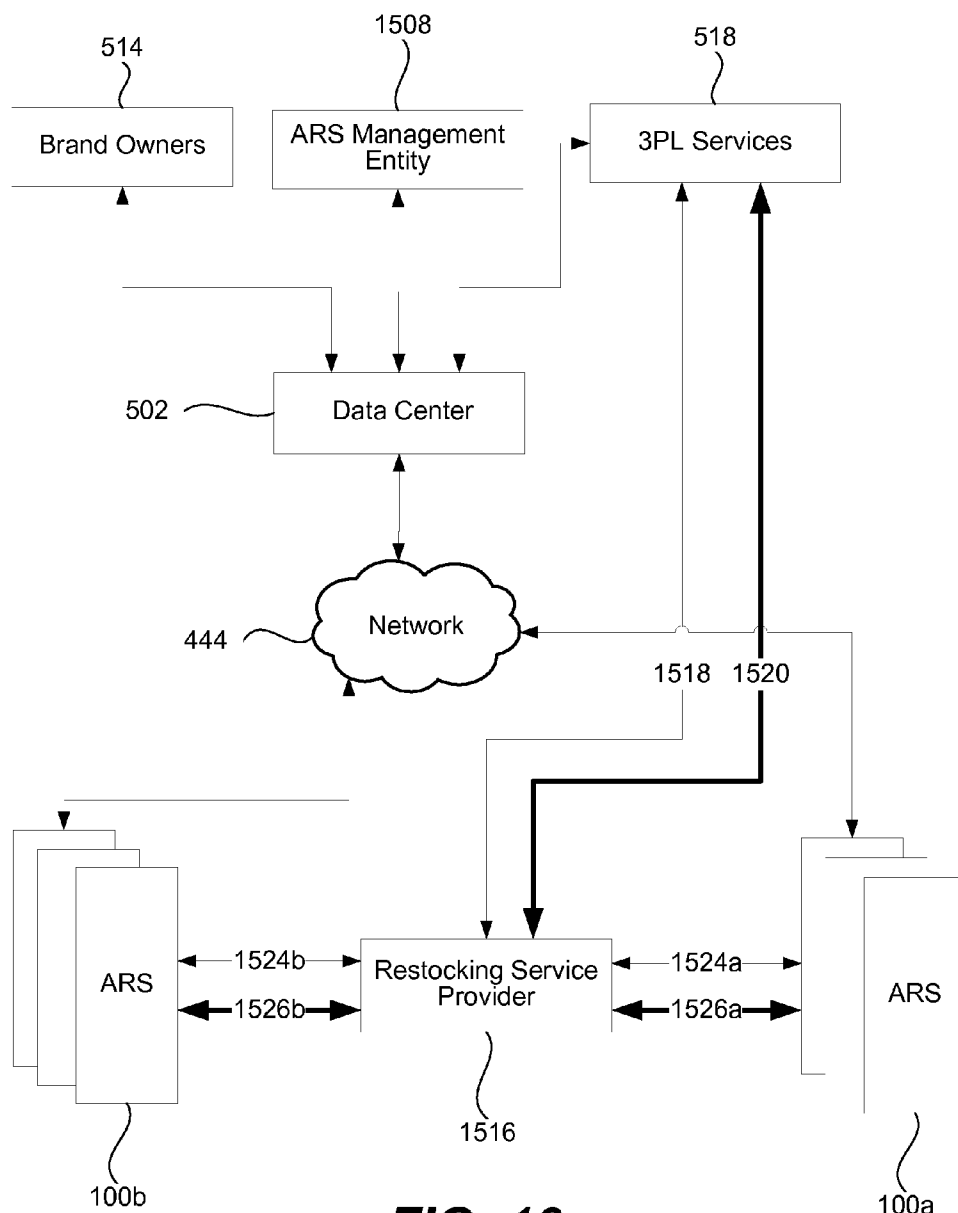 514
1508
518
Brand Owners
ARS Management
Entity
3PL Services
502
Data Center
444
Network
1518
1520
ARS
1524b
1526b
Restocking Service
Provider
1524a
1526a
ARS
1516
100b
100a